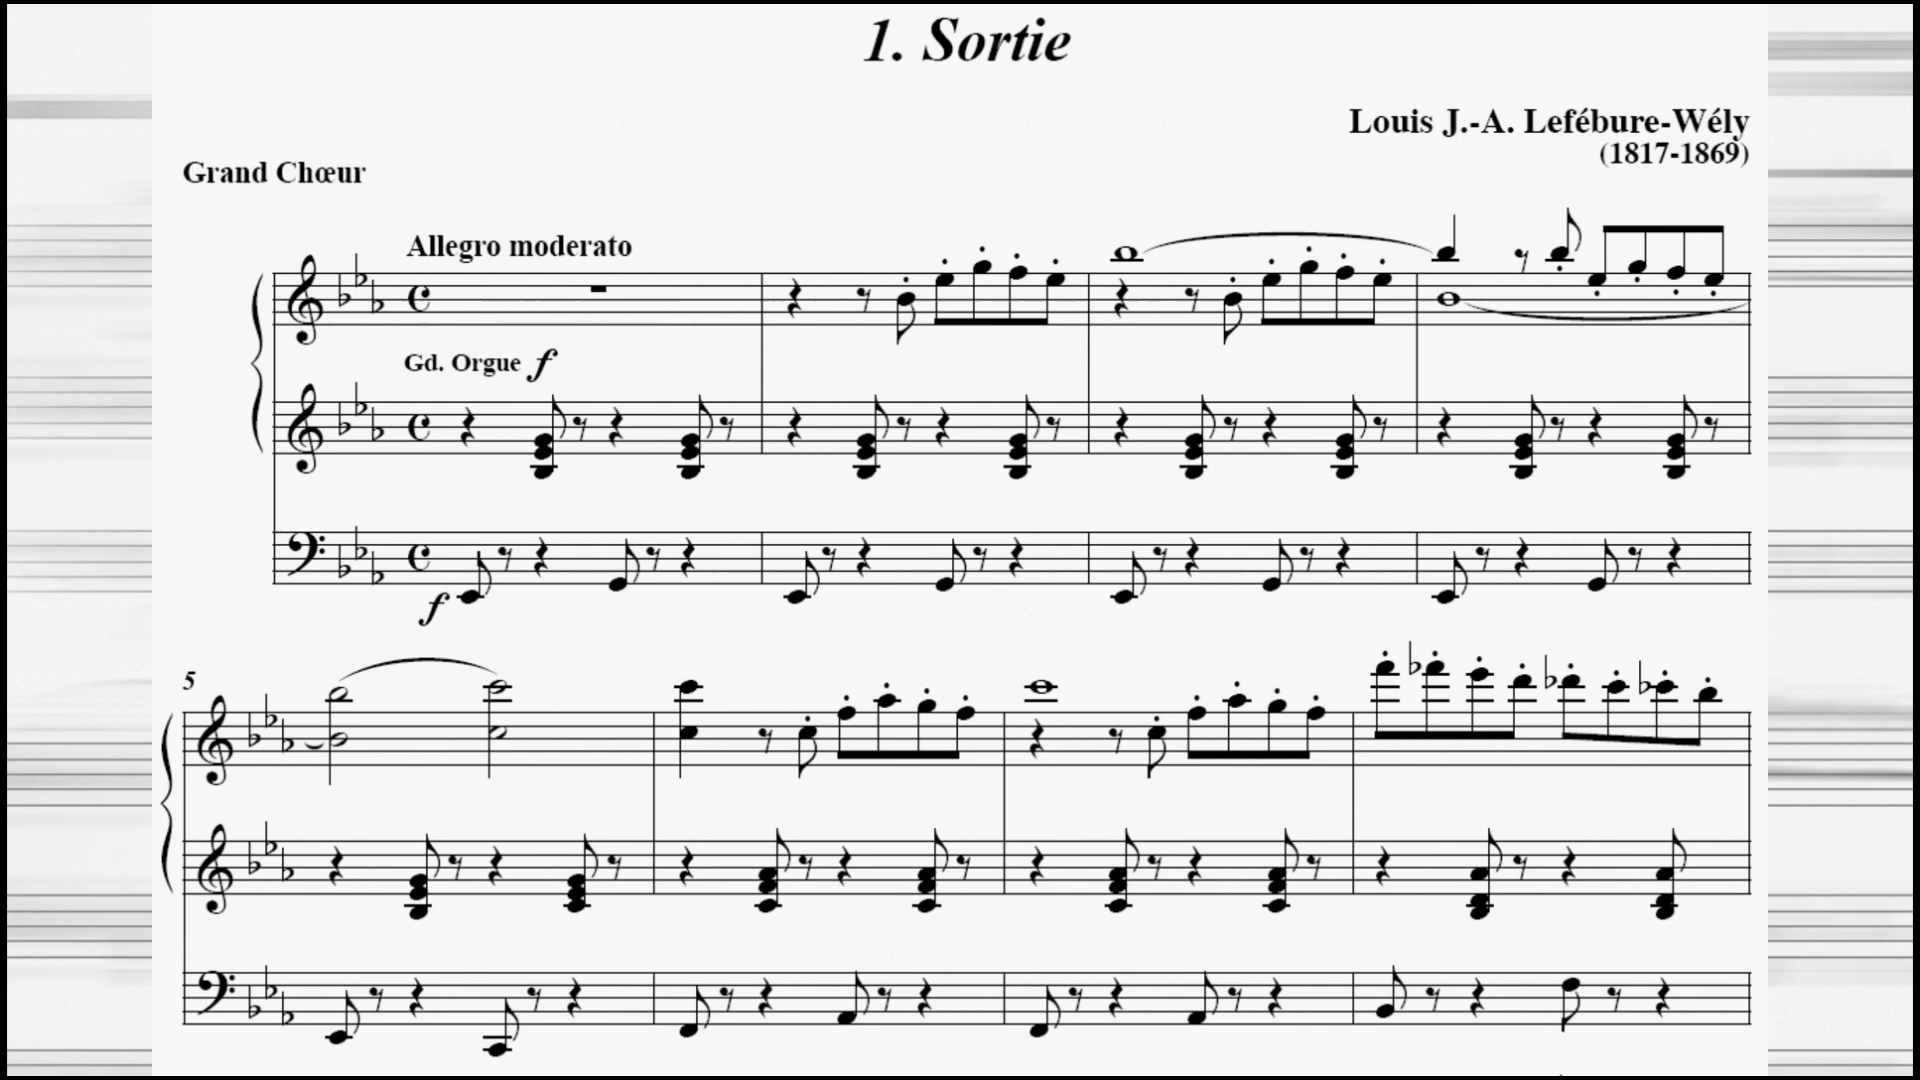 1. Sortie
Louis J.-A. Lefébure-Wély
(1817-1869)
Grand Chœur
Allegro moderato
Gd. Orgue f
f
5